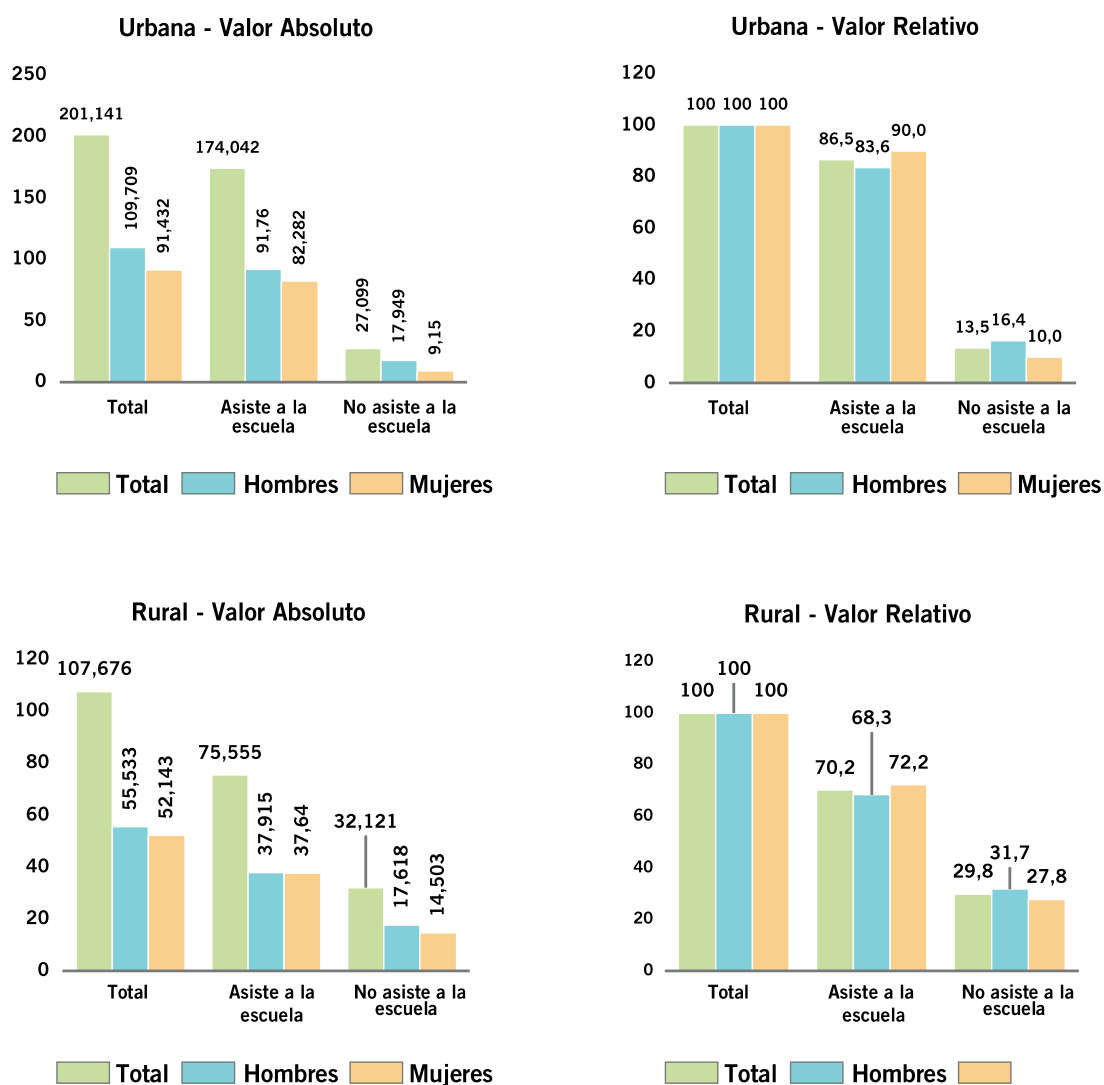 Urbana - Valor Absoluto
250
200
150
100
50
0
201,141
109,709
91,432
174,042
91,76
82,282
27,099
17,949
9,15
Total
Asiste a la
escuela
No asiste a la
escuela
Total
Hombres
Mujeres
Urbana - Valor Relativo
120
100
80
60
40
20
0
100
100
100
86,5
83,6
90,0
13,5
16,4
10,0
Total
Asiste a la
escuela
No asiste a la
escuela
Total
Hombres
Mujeres
Rural - Valor Absoluto
120
100
80
60
40
20
0
107,676
55,533
52,143
75,555
37,915
37,64
32,121
17,618
14,503
Total
Asiste a la
escuela
No asiste a la
escuela
Total
Hombres
Mujeres
Rural - Valor Relativo
120
100
80
60
40
20
0
100
100
100
70,2
68,3
72,2
29,8
31,7
27,8
Total
Asiste a la
escuela
No asiste a la
escuela
Total
Hombres